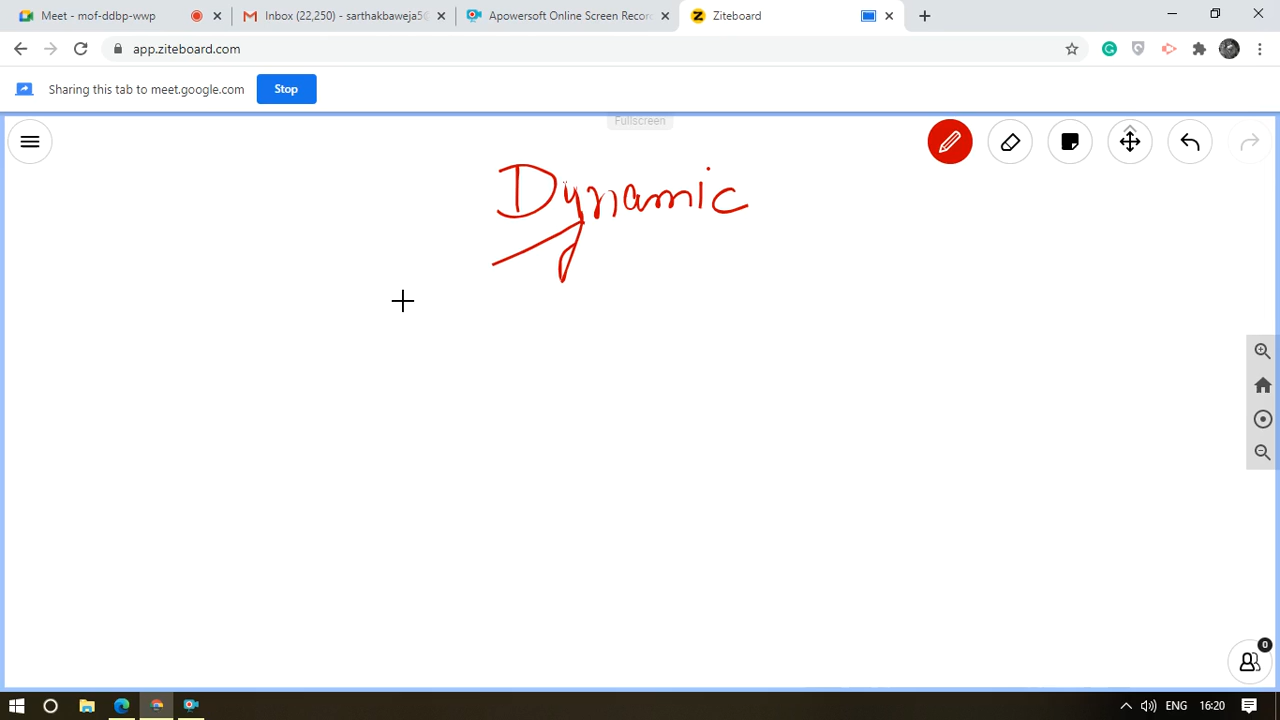 Meet - mof-ddbp-wwp
Inbox (22,250) - sarthakbaweja5
Apowersoft Online Screen Recor
Ziteboard
app.ziteboard.com
Sharing this tab to meet.google.com
Stop
Fullscreen
Dynamic
0
ENG
16:20